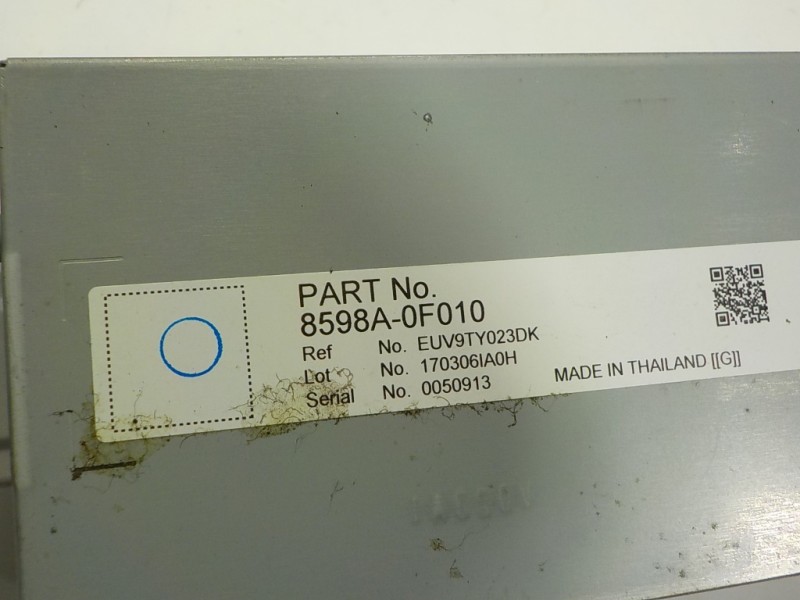 PART No.
8598A-0F010
Ref No. EUV9TY023DK
Lot No. 170306IA0H
Serial No. 0050913
MADE IN THAILAND [[G]]